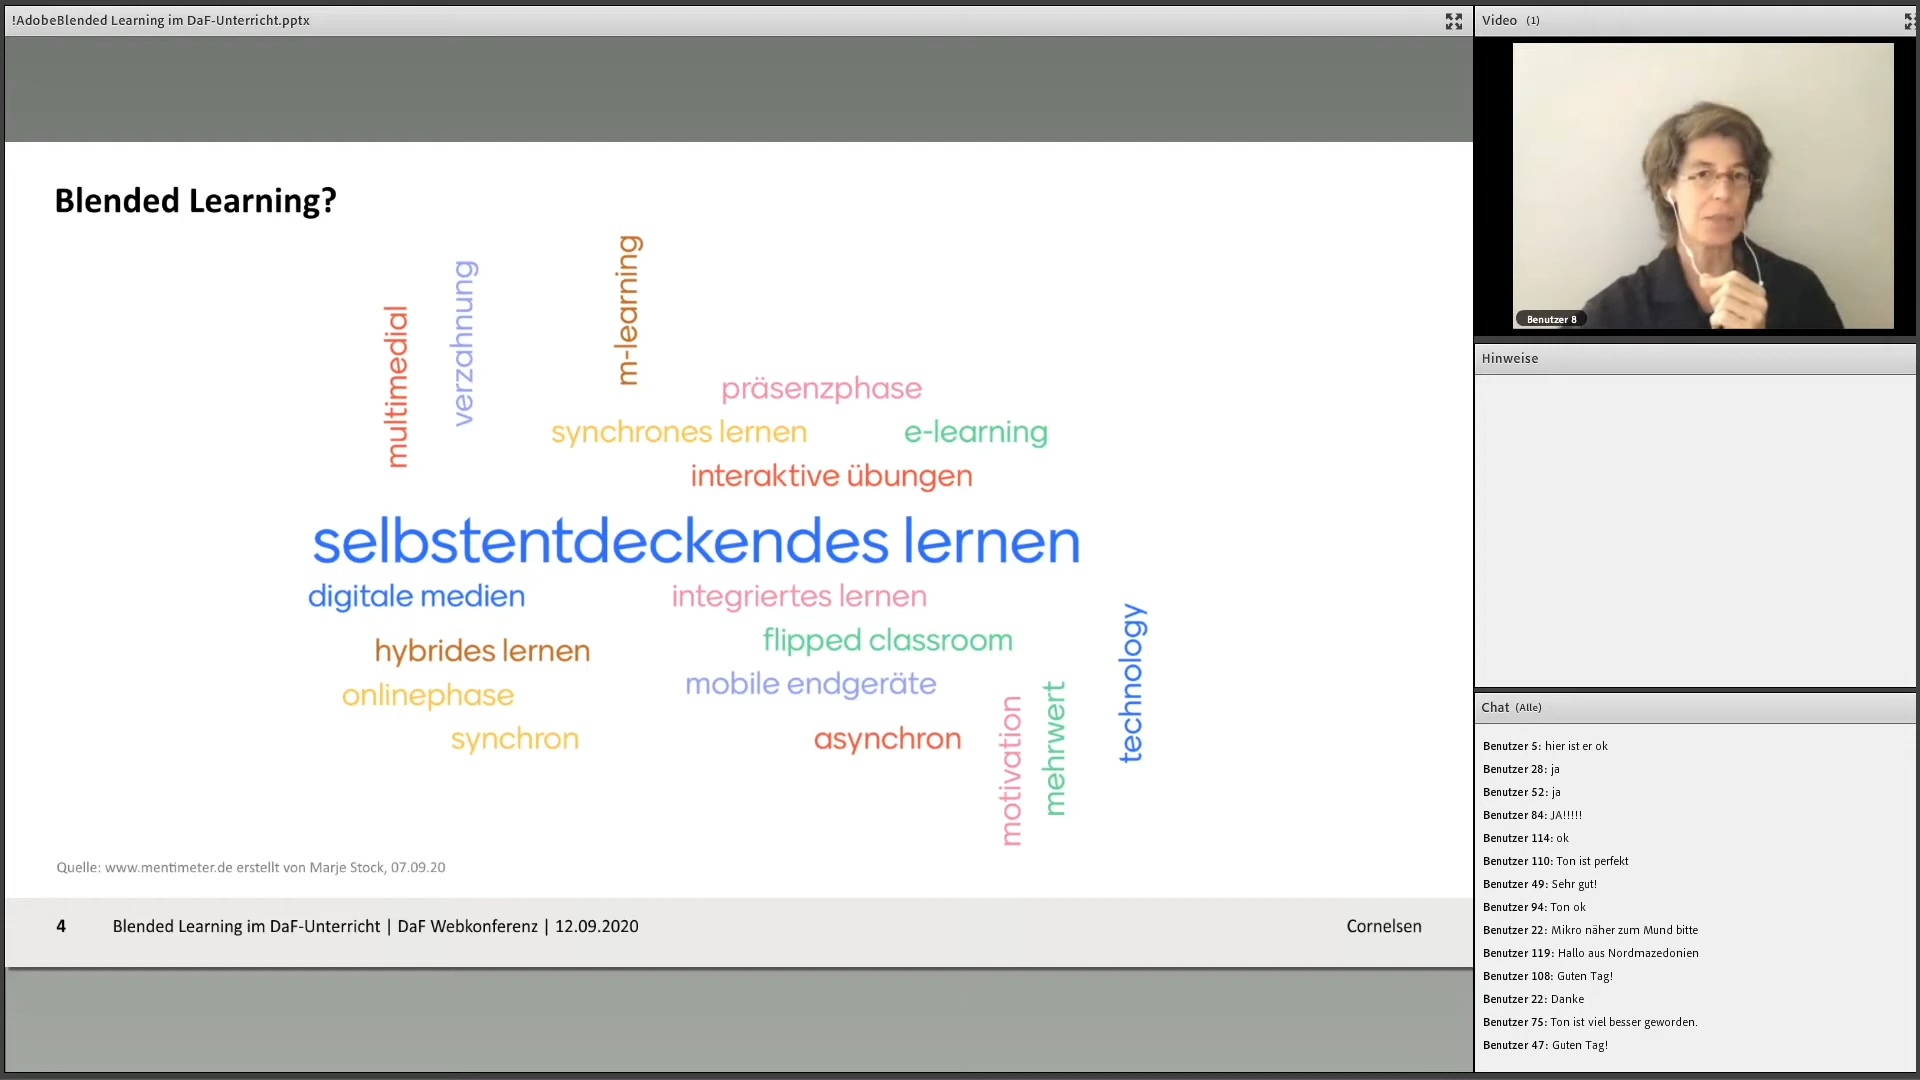 !AdobeBlended Learning im DaF-Unterricht.pptx
Blended Learning?
multimedial
verzahnung
m-learning
präsenzphase
synchrones lernen
e-learning
interaktive übungen
selbstentdeckendes lernen
digitale medien
integriertes lernen
hybrides lernen
flipped classroom
onlinephase
mobile endgeräte
synchron
asynchron
motivation
mehrwert
technology
Quelle: www.mentimeter.de erstellt von Marje Stock, 07.09.20
4 Blended Learning im DaF-Unterricht | DaF Webkonferenz | 12.09.2020 Cornelsen
Video (1)
Benutzer 8
Hinweise
Chat (Alle)
Benutzer 5: hier ist er ok
Benutzer 28: ja
Benutzer 52: ja
Benutzer 84: JA!!!!!
Benutzer 114: ok
Benutzer 110: Ton ist perfekt
Benutzer 49: Sehr gut!
Benutzer 94: Ton ok
Benutzer 22: Mikro näher zum Mund bitte
Benutzer 119: Hallo aus Nordmazedonien
Benutzer 108: Guten Tag!
Benutzer 22: Danke
Benutzer 75: Ton ist viel besser geworden.
Benutzer 47: Guten Tag!